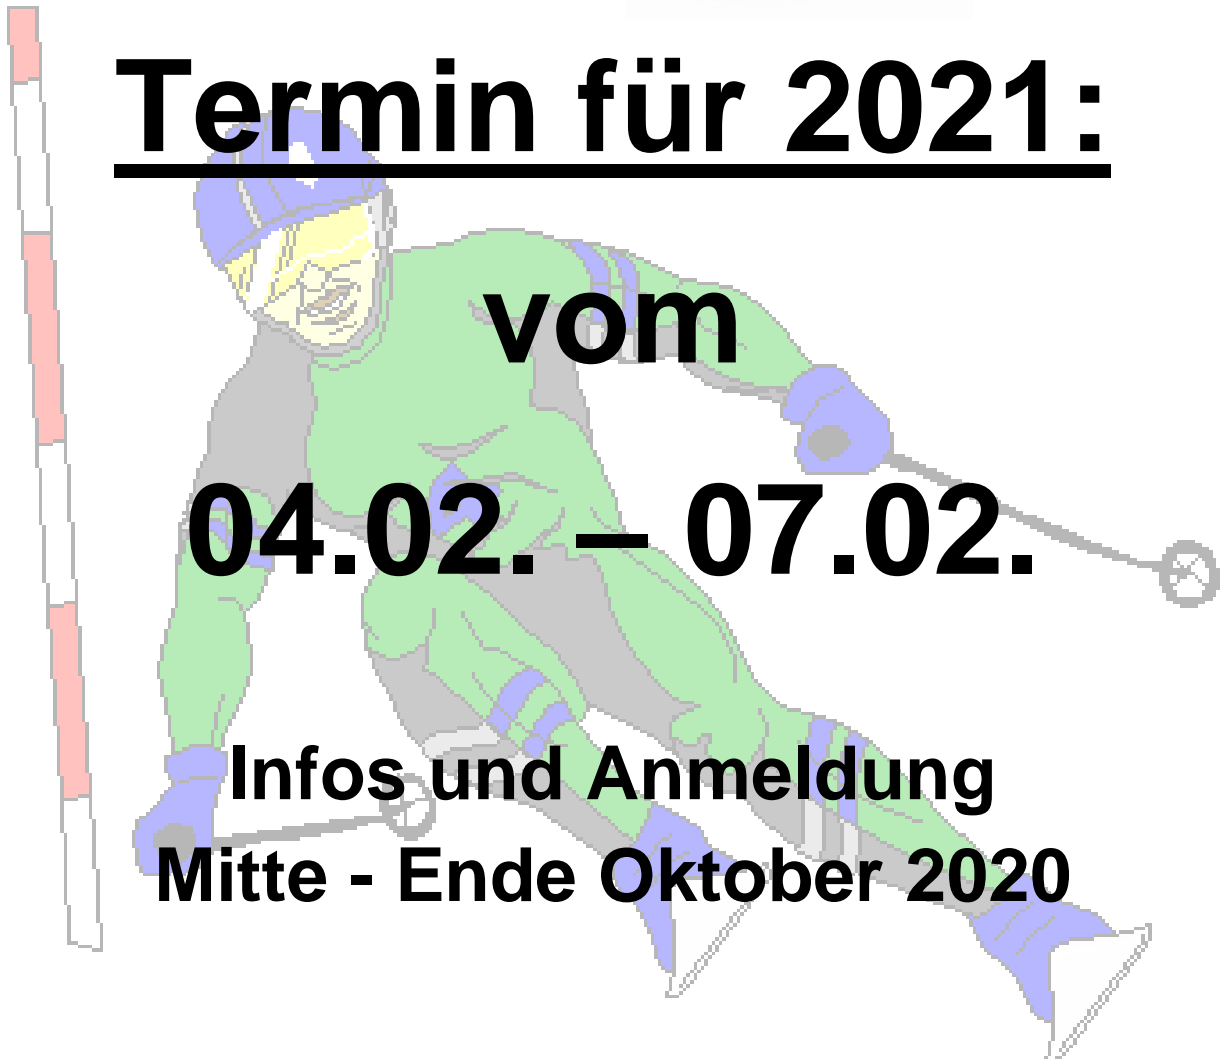 Termin für 2021:
vom
04.02. – 07.02.
Infos und Anmeldung
Mitte - Ende Oktober 2020